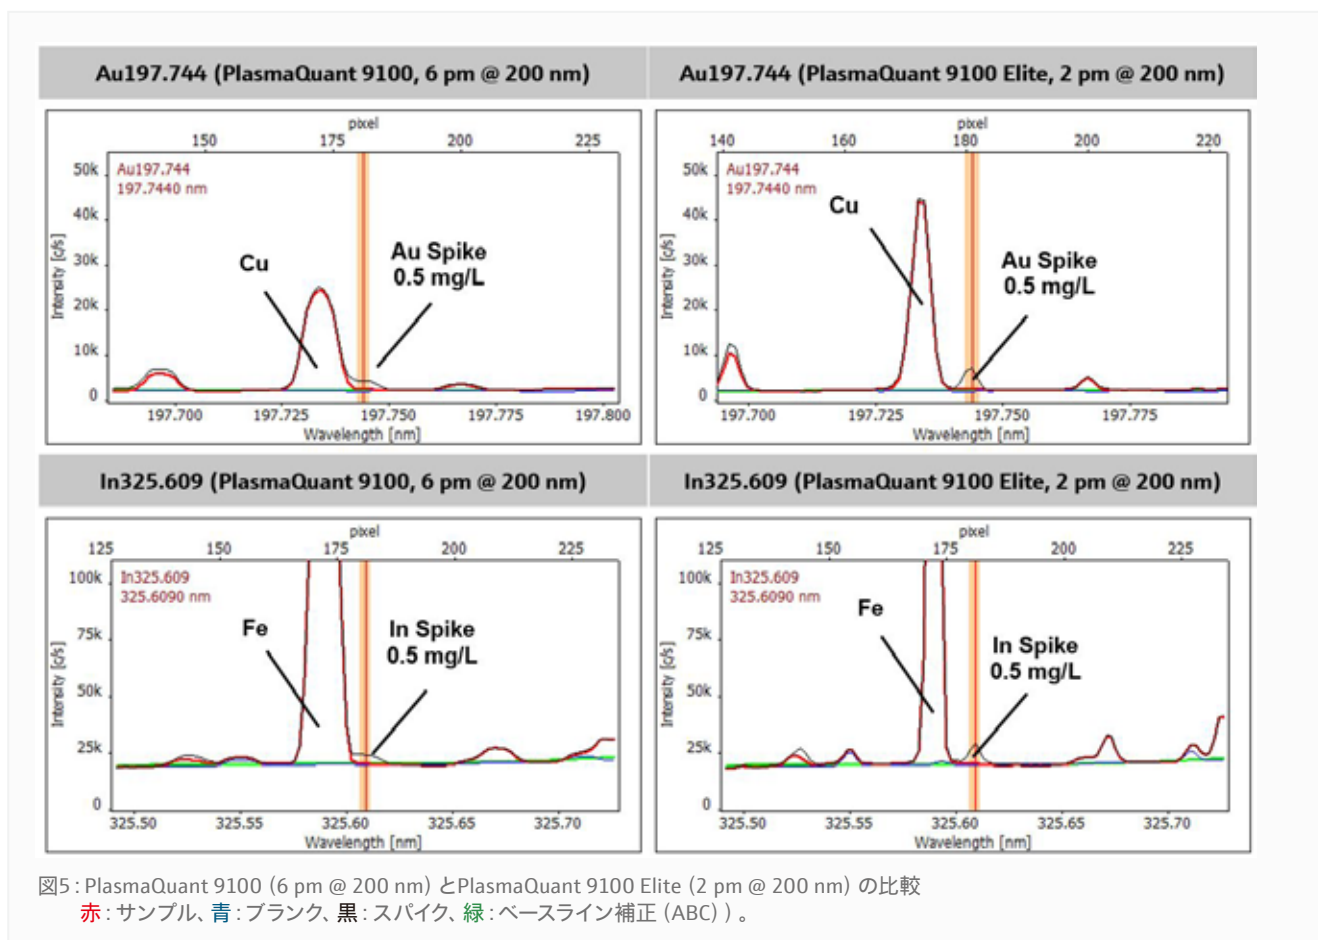 Au197.744 (PlasmaQuant 9100, 6 pm @ 200 nm)
Au197.744 (PlasmaQuant 9100 Elite, 2 pm @ 200 nm)
pixel
150 175 200 225
50k
40k
30k
20k
10k
0
Intensity [c/s]
Au197.744
197.7440 nm
Cu
Au Spike
0.5 mg/L
197.700 197.725 197.750 197.775 197.800
Wavelength [nm]
pixel
140 160 180 200 220
50k
40k
30k
20k
10k
0
Intensity [c/s]
Au197.744
197.7440 nm
Cu
Au Spike
0.5 mg/L
197.700 197.725 197.750 197.775
Wavelength [nm]
In325.609 (PlasmaQuant 9100, 6 pm @ 200 nm)
In325.609 (PlasmaQuant 9100 Elite, 2 pm @ 200 nm)
pixel
125 150 175 200 225
100k
75k
50k
25k
0
Intensity [c/s]
In325.609
325.6090 nm
Fe
In Spike
0.5 mg/L
325.50 325.55 325.60 325.65 325.70
Wavelength [nm]
pixel
125 150 175 200 225
100k
75k
50k
25k
0
Intensity [c/s]
In325.609
325.6090 nm
Fe
In Spike
0.5 mg/L
325.50 325.55 325.60 325.65 325.70
Wavelength [nm]
図5 : PlasmaQuant 9100 (6 pm @ 200 nm) とPlasmaQuant 9100 Elite (2 pm @ 200 nm) の比較
赤 : サンプル、青 : ブランク、黒 : スパイク、緑 : ベースライン補正 (ABC) ) 。